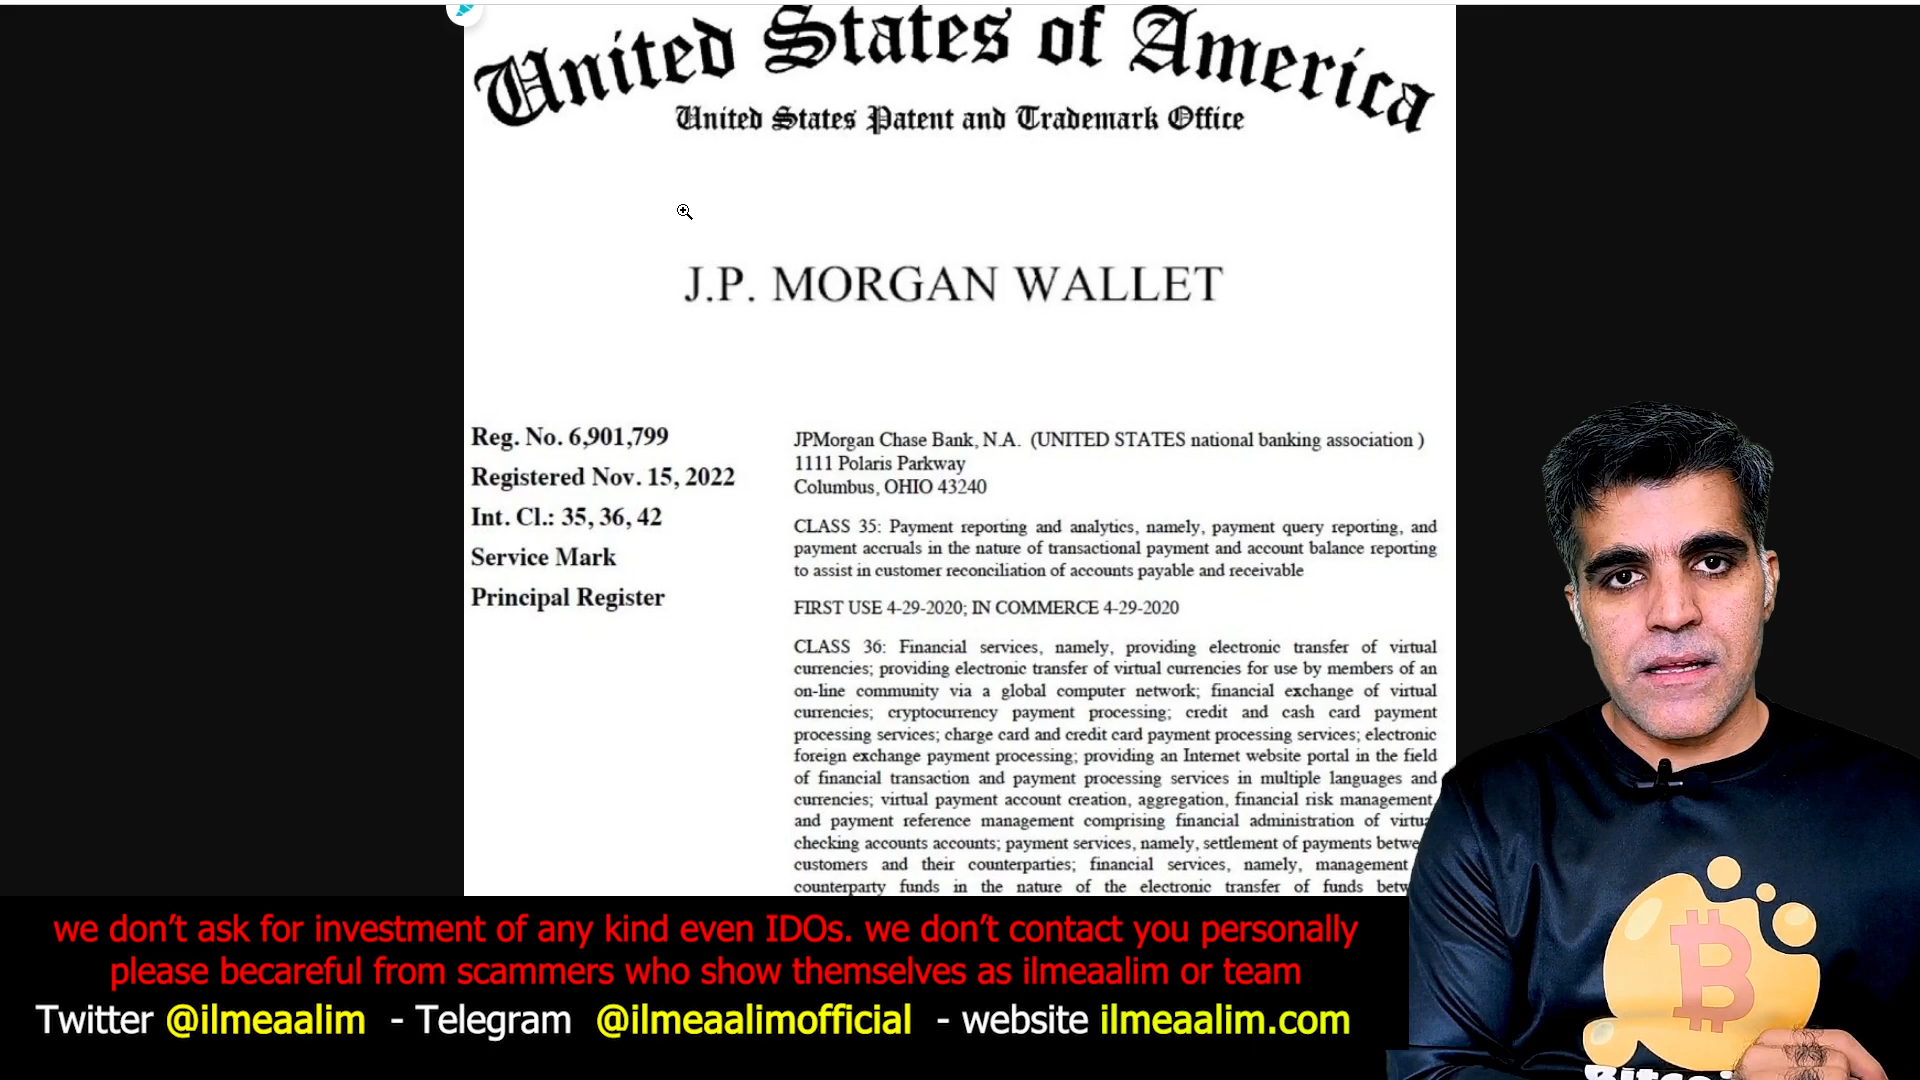 United States of America
United States Patent and Trademark Office
J.P. MORGAN WALLET
Reg. No. 6,901,799
Registered Nov. 15, 2022
Int. Cl.: 35, 36, 42
Service Mark
Principal Register
JPMorgan Chase Bank, N.A. (UNITED STATES national banking association )
1111 Polaris Parkway
Columbus, OHIO 43240
CLASS 35: Payment reporting and analytics, namely, payment query reporting, and
payment accruals in the nature of transactional payment and account balance reporting
to assist in customer reconciliation of accounts payable and receivable
FIRST USE 4-29-2020; IN COMMERCE 4-29-2020
CLASS 36: Financial services, namely, providing electronic transfer of virtual
currencies; providing electronic transfer of virtual currencies for use by members of an
on-line community via a global computer network; financial exchange of virtual
currencies; cryptocurrency payment processing; credit and cash card payment
processing services; charge card and credit card payment processing services; electronic
foreign exchange payment processing; providing an Internet website portal in the field
of financial transaction and payment processing services in multiple languages and
currencies; virtual payment account creation, aggregation, financial risk management
and payment reference management comprising financial administration of
checking accounts accounts; payment services, namely, settlement of payments
customers and their counterparties; financial services, namely, management
counterparty funds in the nature of the electronic transfer of funds
we don't ask for investment of any kind even IDOs. we don't contact you personally
please becareful from scammers who show themselves as ilmeaalim or team
Twitter @ilmeaalim - Telegram @ilmeaalimofficial - website ilmeaalim.com
B